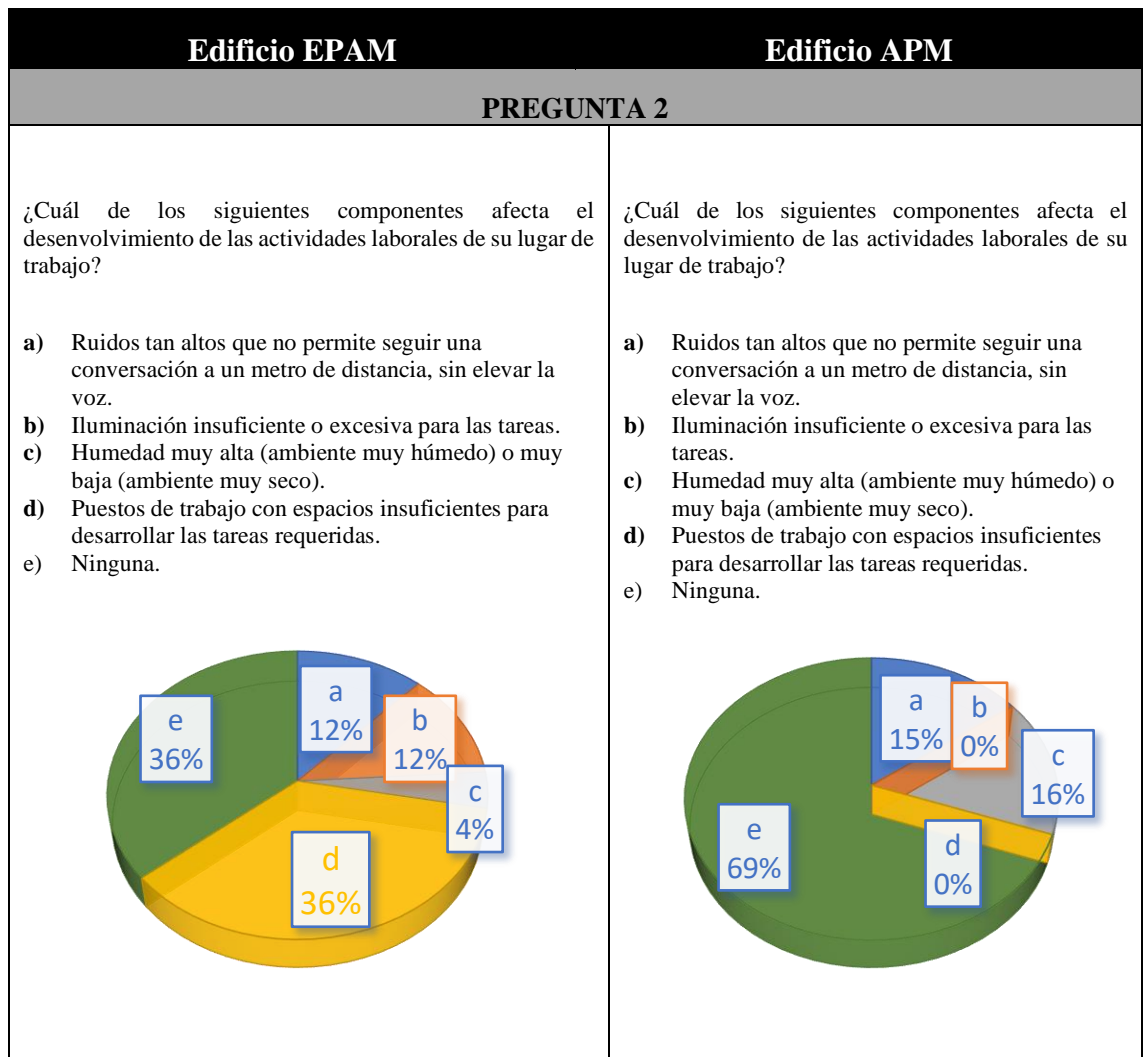 Edificio EPAM
Edificio APM
PREGUNTA 2
¿Cuál de los siguientes componentes afecta el
desenvolvimiento de las actividades laborales de su lugar de
trabajo?
a) Ruidos tan altos que no permite seguir una
conversación a un metro de distancia, sin elevar la
voz.
b) Iluminación insuficiente o excesiva para las tareas.
c) Humedad muy alta (ambiente muy húmedo) o muy
baja (ambiente muy seco).
d) Puestos de trabajo con espacios insuficientes para
desarrollar las tareas requeridas.
e) Ninguna.
a
12%
b
12%
c
4%
d
36%
e
36%
¿Cuál de los siguientes componentes afecta el
desenvolvimiento de las actividades laborales de su
lugar de trabajo?
a) Ruidos tan altos que no permite seguir una
conversación a un metro de distancia, sin
elevar la voz.
b) Iluminación insuficiente o excesiva para las
tareas.
c) Humedad muy alta (ambiente muy húmedo) o
muy baja (ambiente muy seco).
d) Puestos de trabajo con espacios insuficientes
para desarrollar las tareas requeridas.
e) Ninguna.
a
15%
b
0%
c
16%
d
0%
e
69%